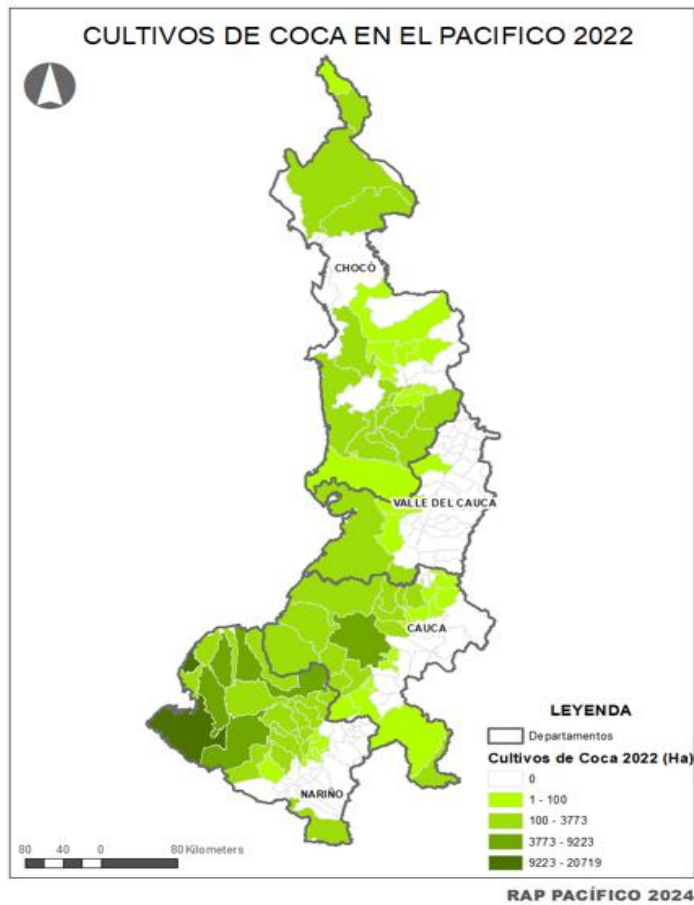 CULTIVOS DE COCA EN EL PACIFICO 2022
CHOCÓ
VALLE DEL CAUCA
CAUCA
NARIÑO
LEYENDA
Departamentos
Cultivos de Coca 2022 (Ha)
0
1 - 100
100 - 3773
3773 - 9223
9223 - 20719
80 40 0 80 Kilometers
RAP PACÍFICO 2024